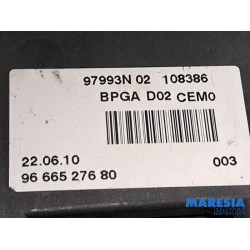 97993N 02 108386
BPGA D02 CEM0
22.06.10 003
96 665 276 80
MARESIA